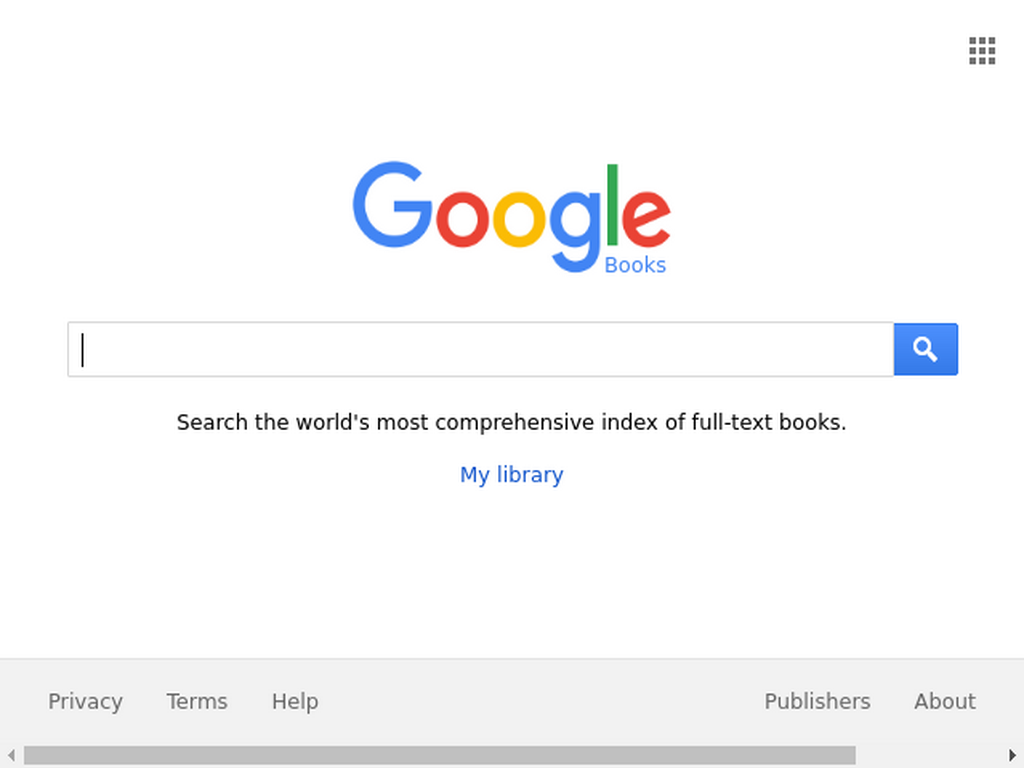 Google
Books
Search the world's most comprehensive index of full-text books.
My library
Privacy Terms Help Publishers About